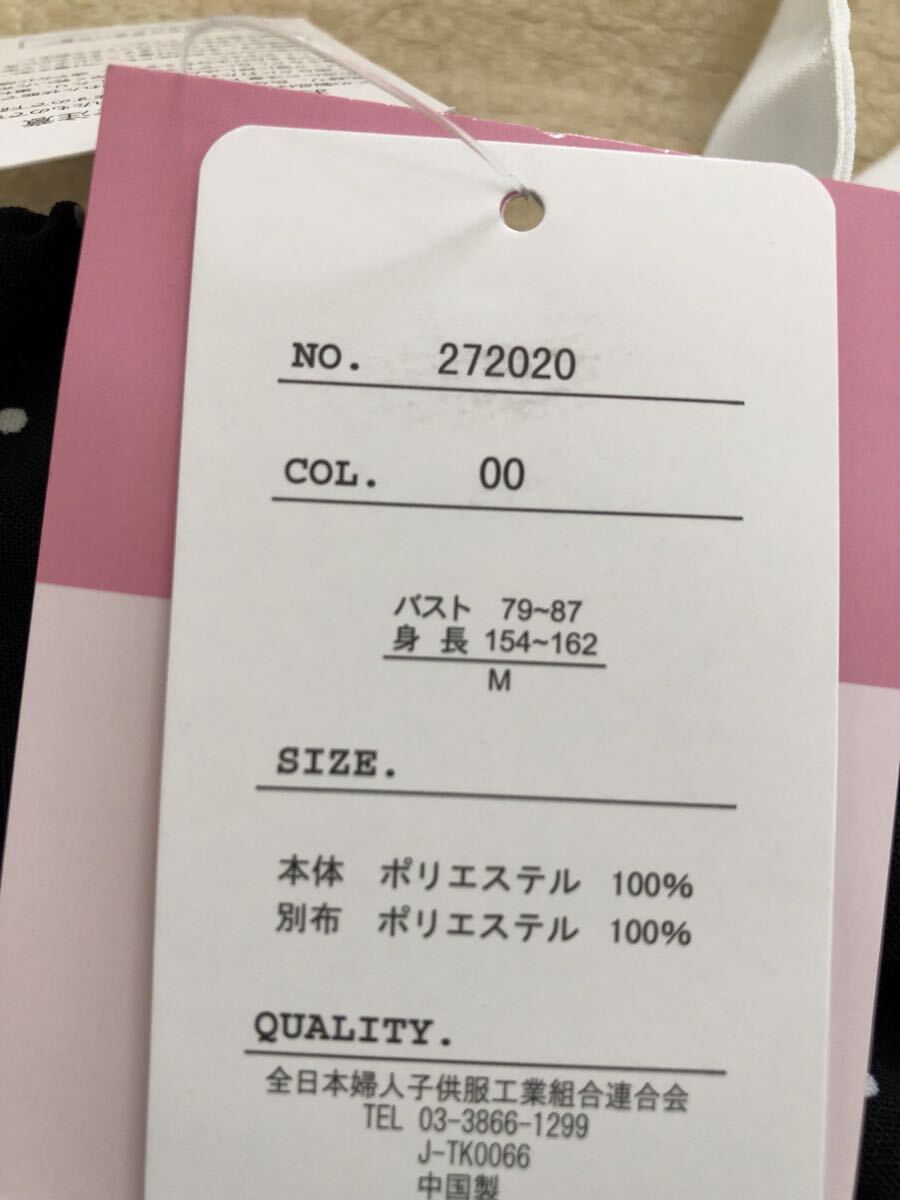 注意
NO. 272020
COL. 00
バスト 79~87
身 長 154~162
M
SIZE.
本体 ポリエステル 100%
別布 ポリエステル 100%
QUALITY.
全日本婦人子供服工業組合連合会
TEL 03-3866-1299
J-TK0066
中国製